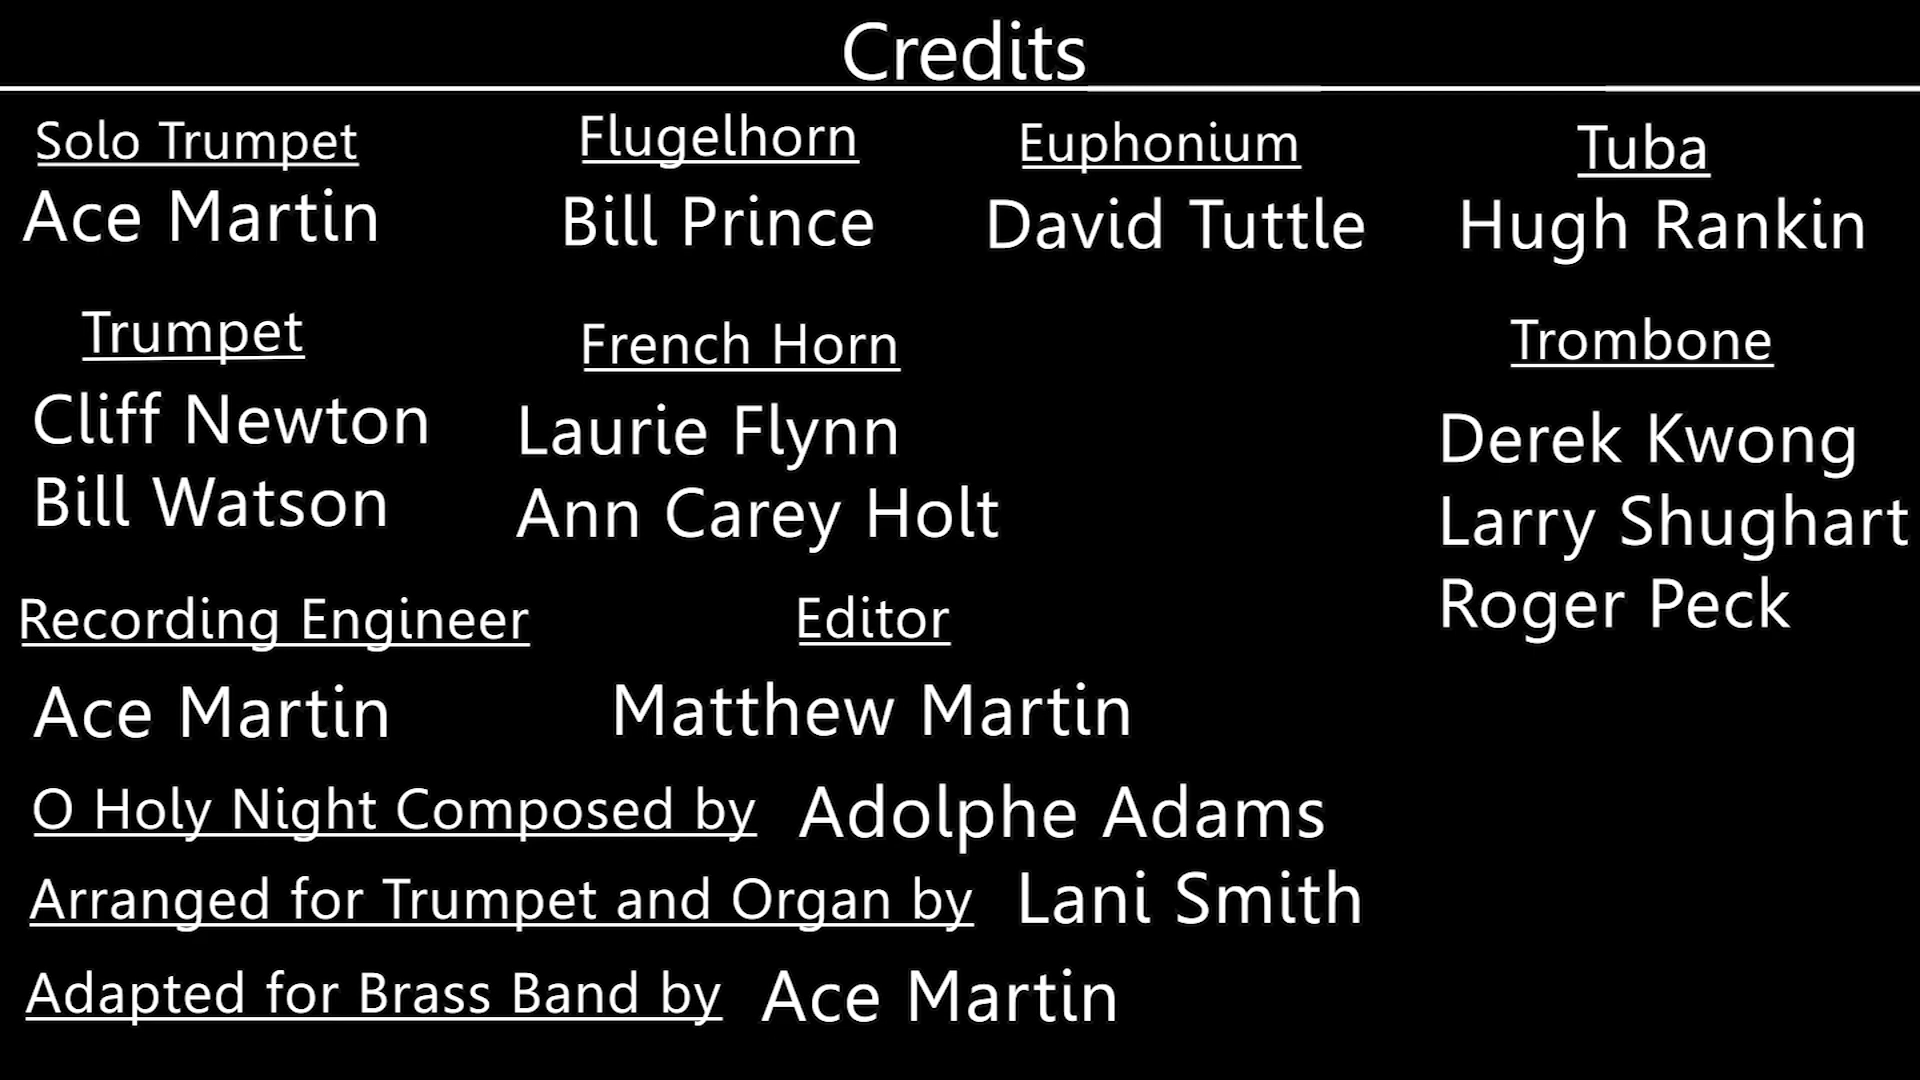 Credits
Solo Trumpet
Ace Martin
Flugelhorn
Bill Prince
Euphonium
David Tuttle
Tuba
Hugh Rankin
Trumpet
Cliff Newton
Bill Watson
French Horn
Laurie Flynn
Ann Carey Holt
Trombone
Derek Kwong
Larry Shughart
Roger Peck
Recording Engineer
Ace Martin
Editor
Matthew Martin
O Holy Night Composed by Adolphe Adams
Arranged for Trumpet and Organ by Lani Smith
Adapted for Brass Band by Ace Martin